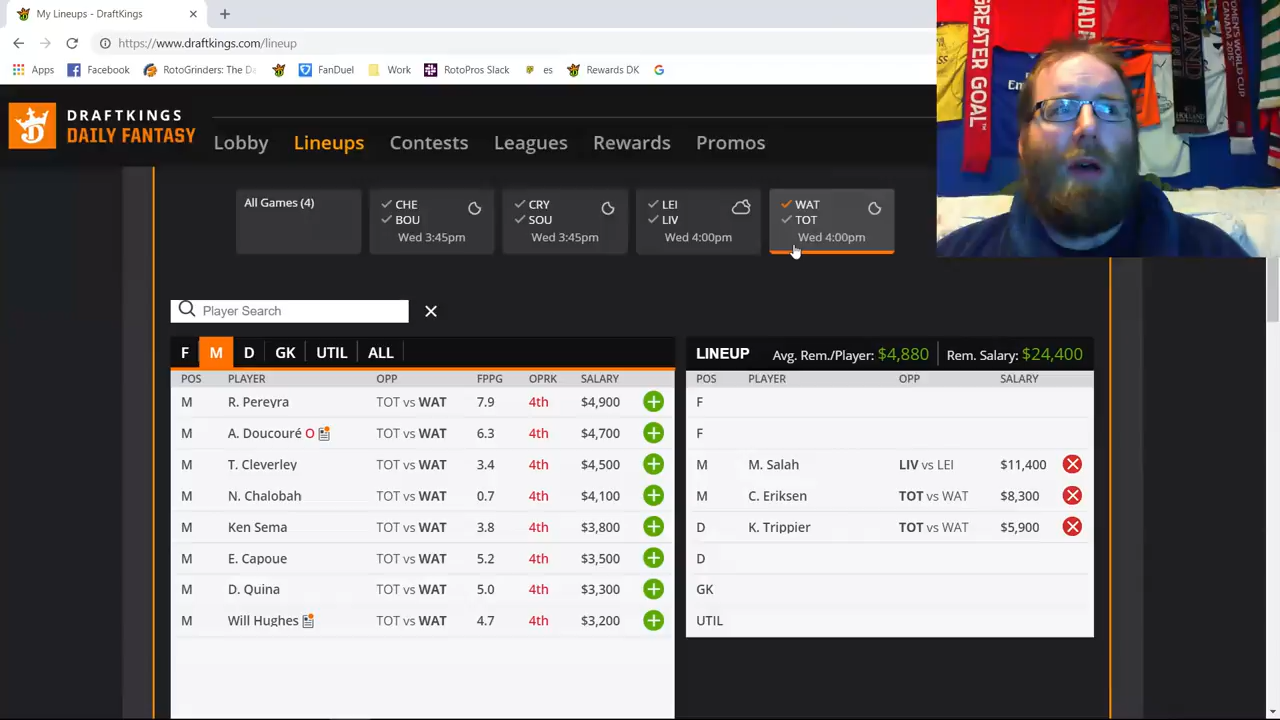 My Lineups - DraftKings
https://www.draftkings.com/lineup
Apps Facebook RotoGrinders: The Da FanDuel Work RotoPros Slack es Rewards DK
DRAFTKINGS
DAILY FANTASY
Lobby Lineups Contests Leagues Rewards Promos
All Games (4)
CHE
BOU
Wed 3:45pm
CRY
SOU
Wed 3:45pm
LEI
LIV
Wed 4:00pm
WAT
TOT
Wed 4:00pm
Player Search
F M D GK UTIL ALL
POS PLAYER OPP FPPG OPRK SALARY
M R. Pereyra TOT vs WAT 7.9 4th $4,900
M A. Doucouré O TOT vs WAT 6.3 4th $4,700
M T. Cleverley TOT vs WAT 3.4 4th $4,500
M N. Chalobah TOT vs WAT 0.7 4th $4,100
M Ken Sema TOT vs WAT 3.8 4th $3,800
M E. Capoue TOT vs WAT 5.2 4th $3,500
M D. Quina TOT vs WAT 5.0 4th $3,300
M Will Hughes TOT vs WAT 4.7 4th $3,200
LINEUP Avg. Rem./Player: $4,880 Rem. Salary: $24,400
POS PLAYER OPP SALARY
F
F
M M. Salah LIV vs LEI $11,400
M C. Eriksen TOT vs WAT $8,300
D K. Trippier TOT vs WAT $5,900
D
GK
UTIL
GREATER GOAL
NADA
WOMEN'S WORLD CUP
CANADA 2015